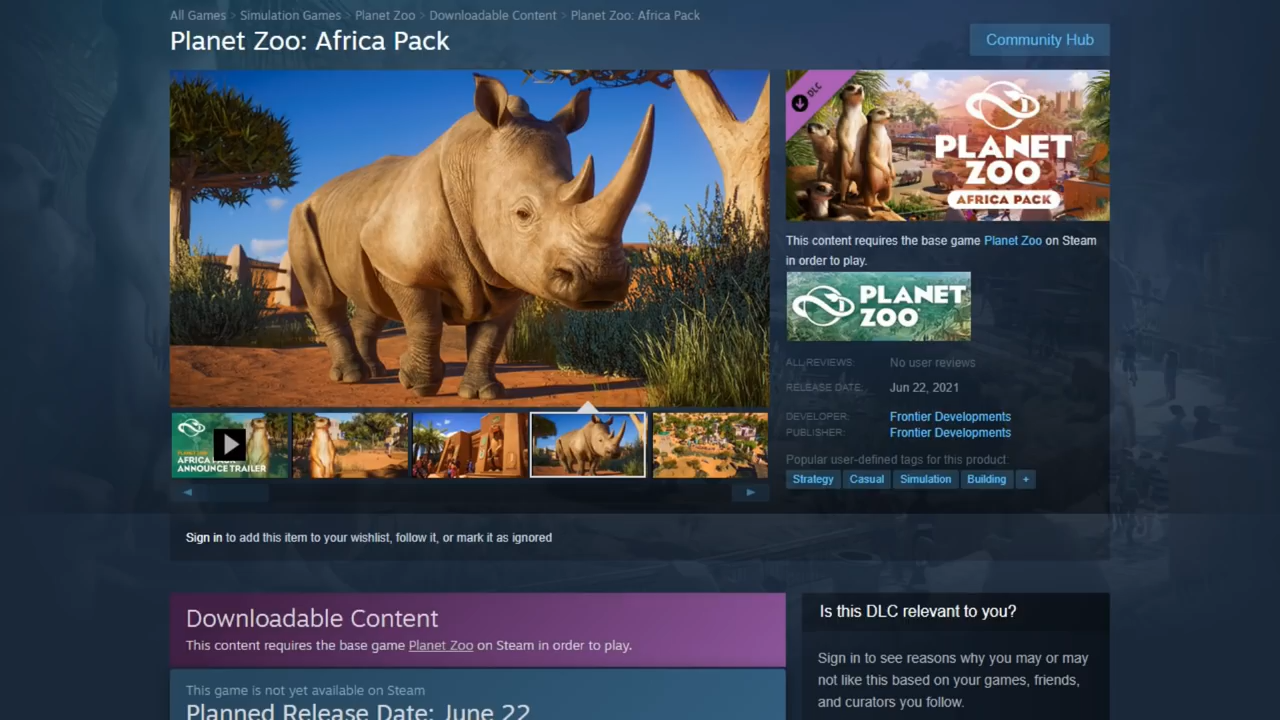 All Games > Simulation Games > Planet Zoo > Downloadable Content > Planet Zoo: Africa Pack
Planet Zoo: Africa Pack
Community Hub
DLC
PLANET
ZOO
AFRICA PACK
This content requires the base game Planet Zoo on Steam
in order to play.
PLANET
ZOO
ALL REVIEWS: No user reviews
RELEASE DATE: Jun 22, 2021
DEVELOPER: Frontier Developments
PUBLISHER: Frontier Developments
Popular user-defined tags for this product:
Strategy Casual Simulation Building +
PLANET ZOO
AFRICA PACK
ANNOUNCE TRAILER
Sign in to add this item to your wishlist, follow it, or mark it as ignored
Downloadable Content
This content requires the base game Planet Zoo on Steam in order to play.
This game is not yet available on Steam
Planned Release Date: June 22
Is this DLC relevant to you?
Sign in to see reasons why you may or may
not like this based on your games, friends,
and curators you follow.